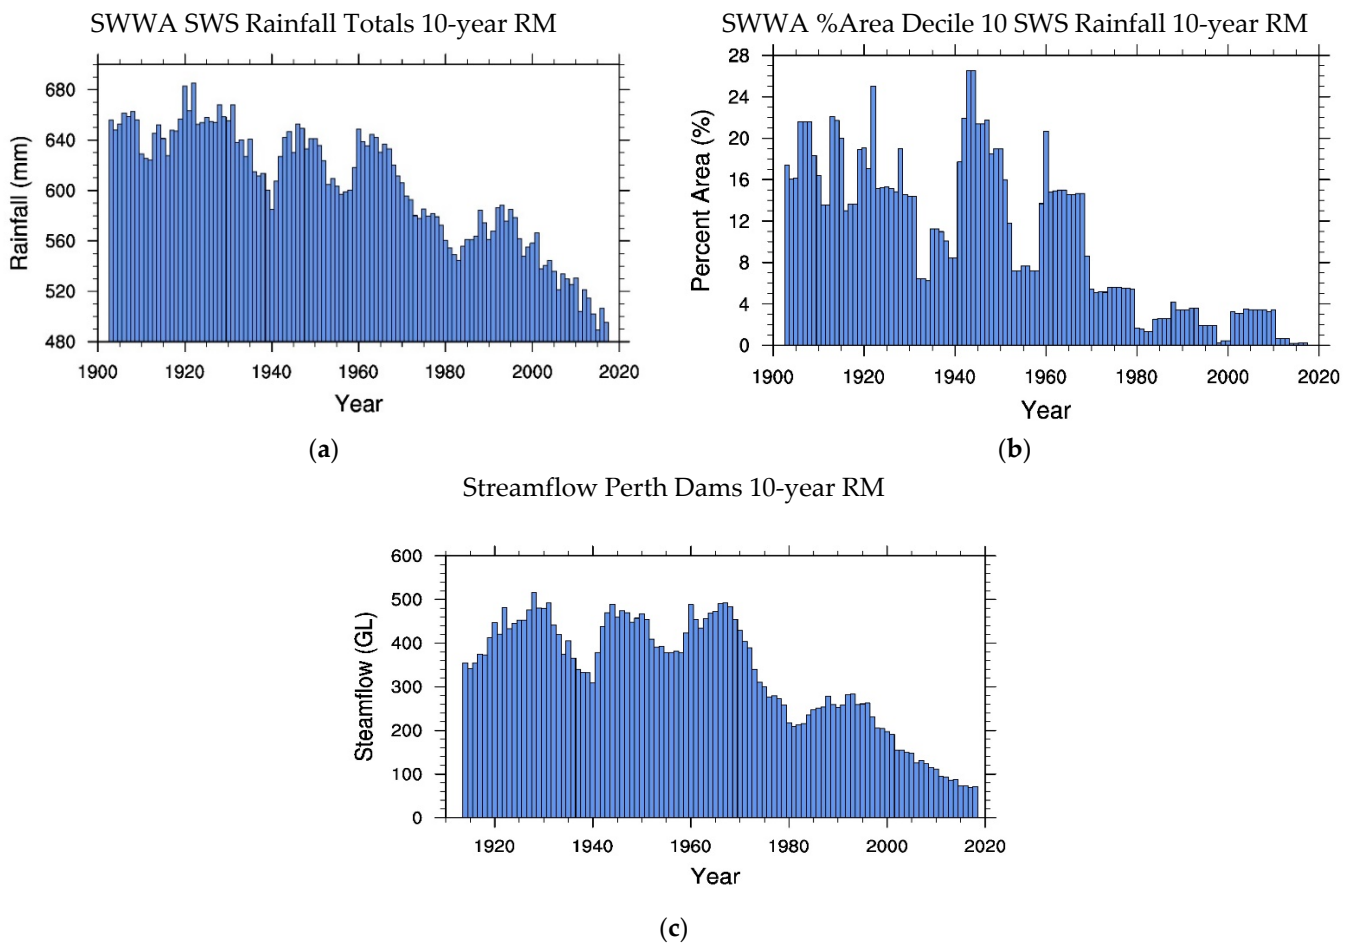 SWWA SWS Rainfall Totals 10-year RM
680
640
600
560
520
480
1900 1920 1940 1960 1980 2000 2020
Rainfall (mm)
Year
(a)
SWWA %Area Decile 10 SWS Rainfall 10-year RM
28
24
20
16
12
8
4
0
1900 1920 1940 1960 1980 2000 2020
Percent Area (%)
Year
(b)
Streamflow Perth Dams 10-year RM
600
500
400
300
200
100
0
1920 1940 1960 1980 2000 2020
Steamflow (GL)
Year
(c)